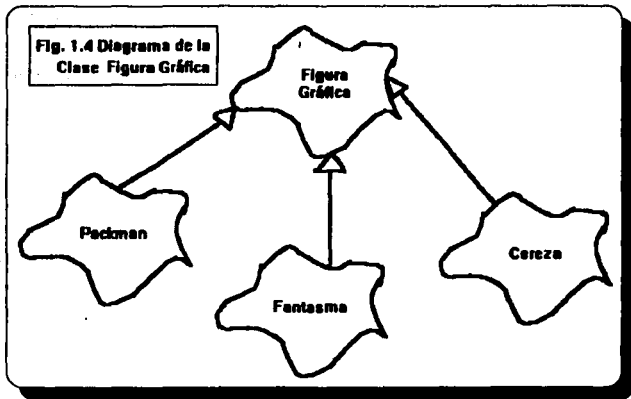 Fig. 1.4 Diagrama de la
Clase Figura Gráfica
Figura
Gráfica
Packman
Fantasma
Cereza